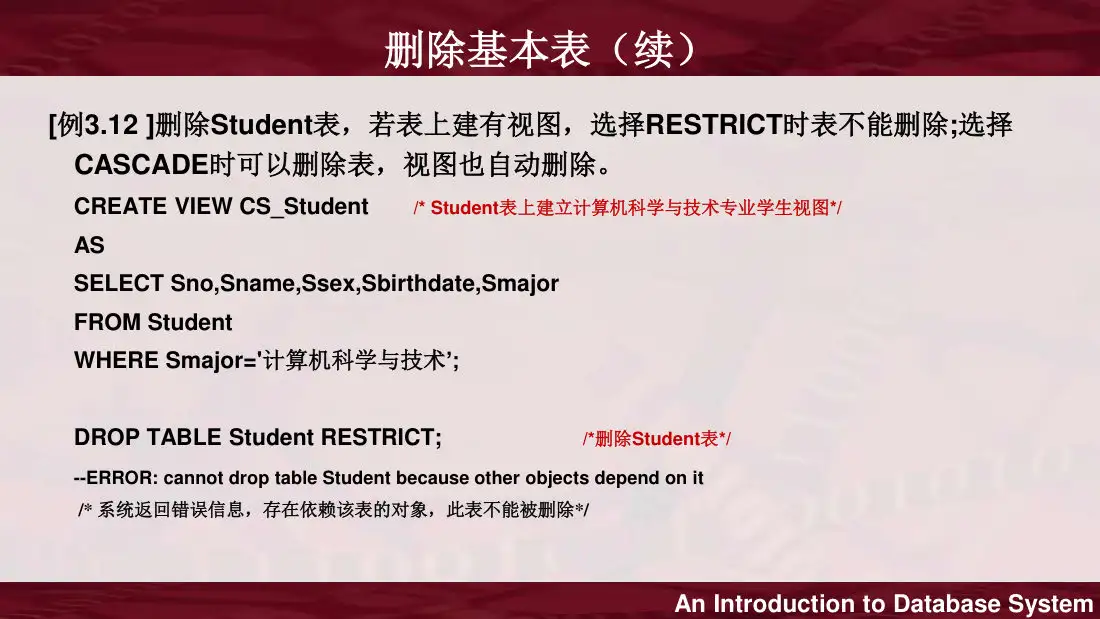 删除基本表（续）
[例3.12 ]删除Student表，若表上建有视图，选择RESTRICT时表不能删除;选择
CASCADE时可以删除表，视图也自动删除。
CREATE VIEW CS_Student /* Student表上建立计算机科学与技术专业学生视图*/
AS
SELECT Sno,Sname,Ssex,Sbirthdate,Smajor
FROM Student
WHERE Smajor='计算机科学与技术’;
DROP TABLE Student RESTRICT; /*删除Student表*/
--ERROR: cannot drop table Student because other objects depend on it
/* 系统返回错误信息，存在依赖该表的对象，此表不能被删除*/
An Introduction to Database System